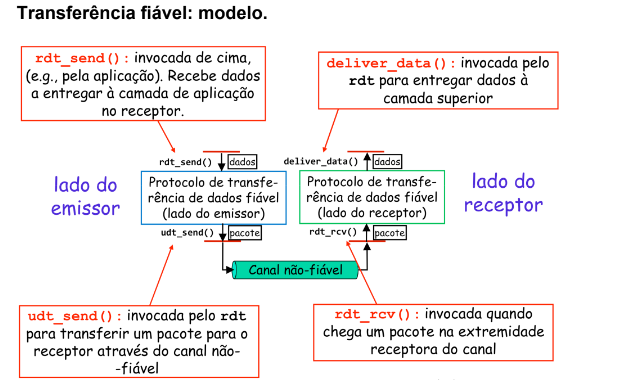 Transferência fiável: modelo.
rdt_send(): invocada de cima,
(e.g., pela aplicação). Recebe dados
a entregar à camada de aplicação
no receptor.
deliver_data(): invocada pelo
rdt para entregar dados à
camada superior
rdt_send() dados
deliver_data() dados
lado do
emissor
Protocolo de transfe-
rência de dados fiável
(lado do emissor)
Protocolo de transfe-
rência de dados fiável
(lado do receptor)
lado do
receptor
udt_send() pacote
rdt_rcv() pacote
Canal não-fiável
udt_send(): invocada pelo rdt
para transferir um pacote para o
receptor através do canal não-
-fiável
rdt_rcv(): invocada quando
chega um pacote na extremidade
receptora do canal